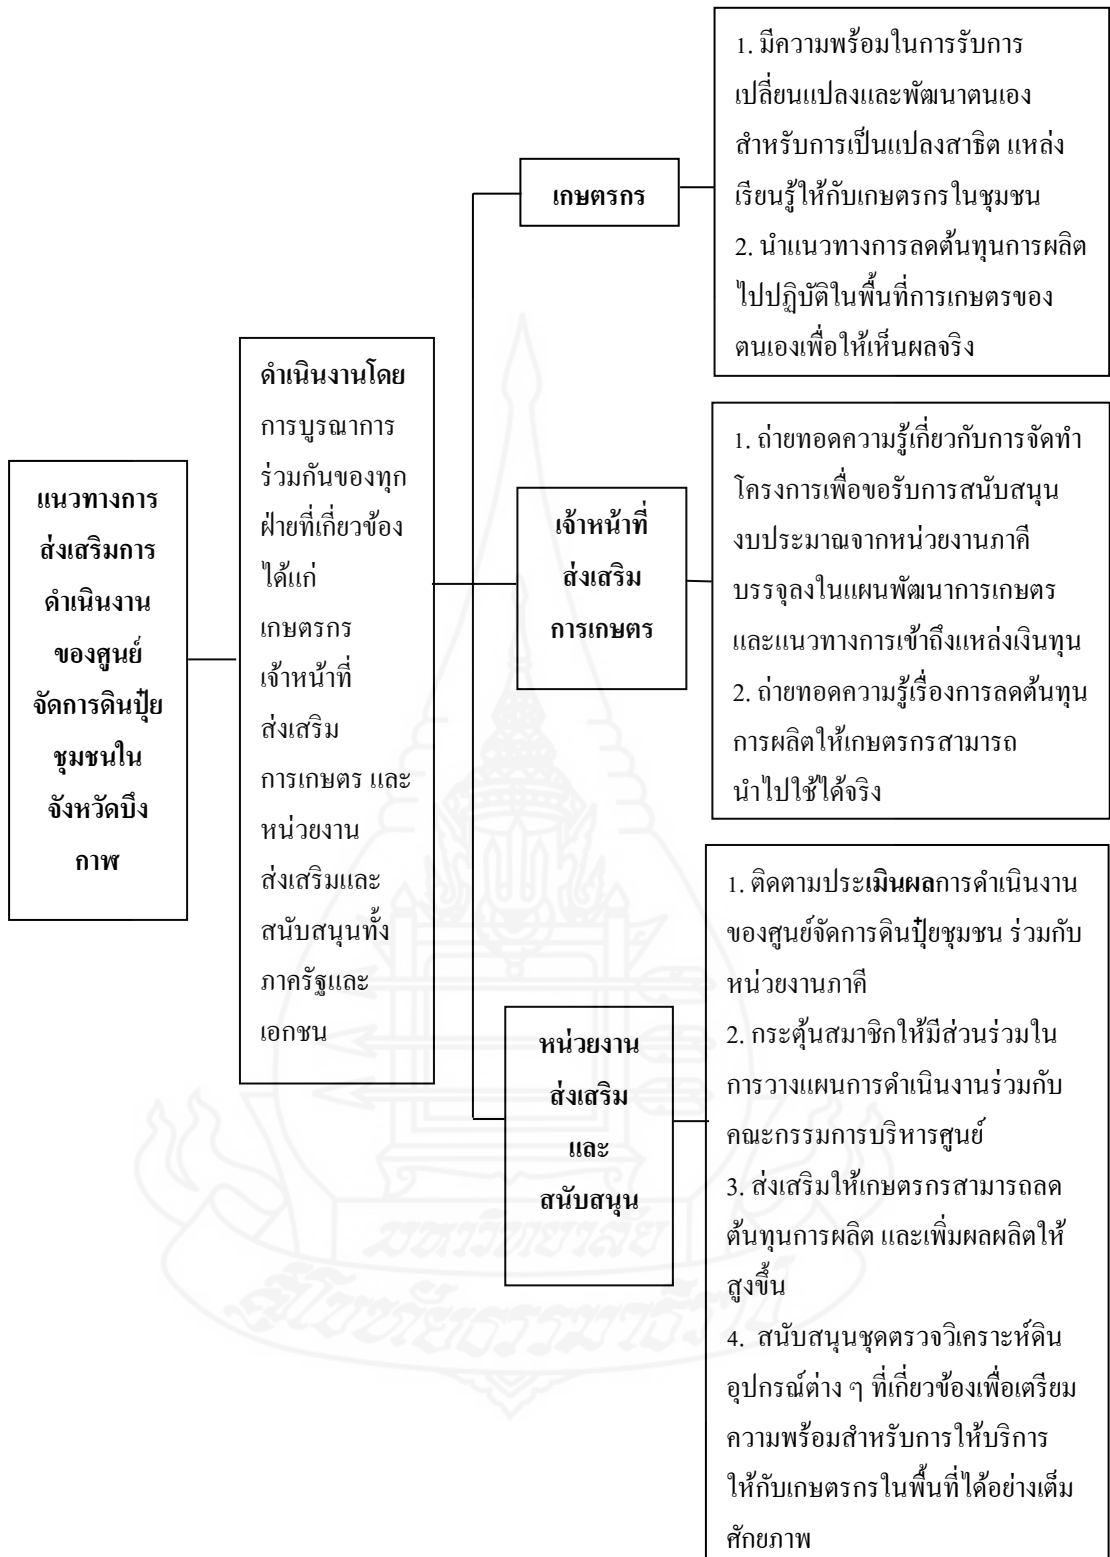 แนวทางการ
ส่งเสริมการ
ดำเนินงาน
ของศูนย์
จัดการดินปุ๋ย
ชุมชนใน
จังหวัดบึง
กาฬ
ดำเนินงานโดย
การบูรณาการ
ร่วมกันของทุก
ฝ่ายที่เกี่ยวข้อง
ได้แก่
เกษตรกร
เจ้าหน้าที่
ส่งเสริม
การเกษตร และ
หน่วยงาน
ส่งเสริมและ
สนับสนุนทั้ง
ภาครัฐและ
เอกชน
เกษตรกร
1. มีความพร้อมในการรับการ
เปลี่ยนแปลงและพัฒนาตนเอง
สำหรับการเป็นแปลงสาธิต แหล่ง
เรียนรู้ให้กับเกษตรกรในชุมชน
2. นำแนวทางการลดต้นทุนการผลิต
ไปปฏิบัติในพื้นที่การเกษตรของ
ตนเองเพื่อให้เห็นผลจริง
เจ้าหน้าที่
ส่งเสริม
การเกษตร
1. ถ่ายทอดความรู้เกี่ยวกับการจัดทำ
โครงการเพื่อขอรับการสนับสนุน
งบประมาณจากหน่วยงานภาคี
บรรจุลงในแผนพัฒนาการเกษตร
และแนวทางการเข้าถึงแหล่งเงินทุน
2. ถ่ายทอดความรู้เรื่องการลดต้นทุน
การผลิตให้เกษตรกรสามารถ
นำไปใช้ได้จริง
หน่วยงาน
ส่งเสริม
และ
สนับสนุน
1. ติดตามประเมินผลการดำเนินงาน
ของศูนย์จัดการดินปุ๋ยชุมชน ร่วมกับ
หน่วยงานภาคี
2. กระตุ้นสมาชิกให้มีส่วนร่วมใน
การวางแผนการดำเนินงานร่วมกับ
คณะกรรมการบริหารศูนย์
3. ส่งเสริมให้เกษตรกรสามารถลด
ต้นทุนการผลิต และเพิ่มผลผลิตให้
สูงขึ้น
4. สนับสนุนชุดตรวจวิเคราะห์ดิน
อุปกรณ์ต่าง ๆ ที่เกี่ยวข้องเพื่อเตรียม
ความพร้อมสำหรับการให้บริการ
ให้กับเกษตรกรในพื้นที่ได้อย่างเต็ม
ศักยภาพ
มหาวิทยาลัย
สุโขทัยธรรมาธิราช